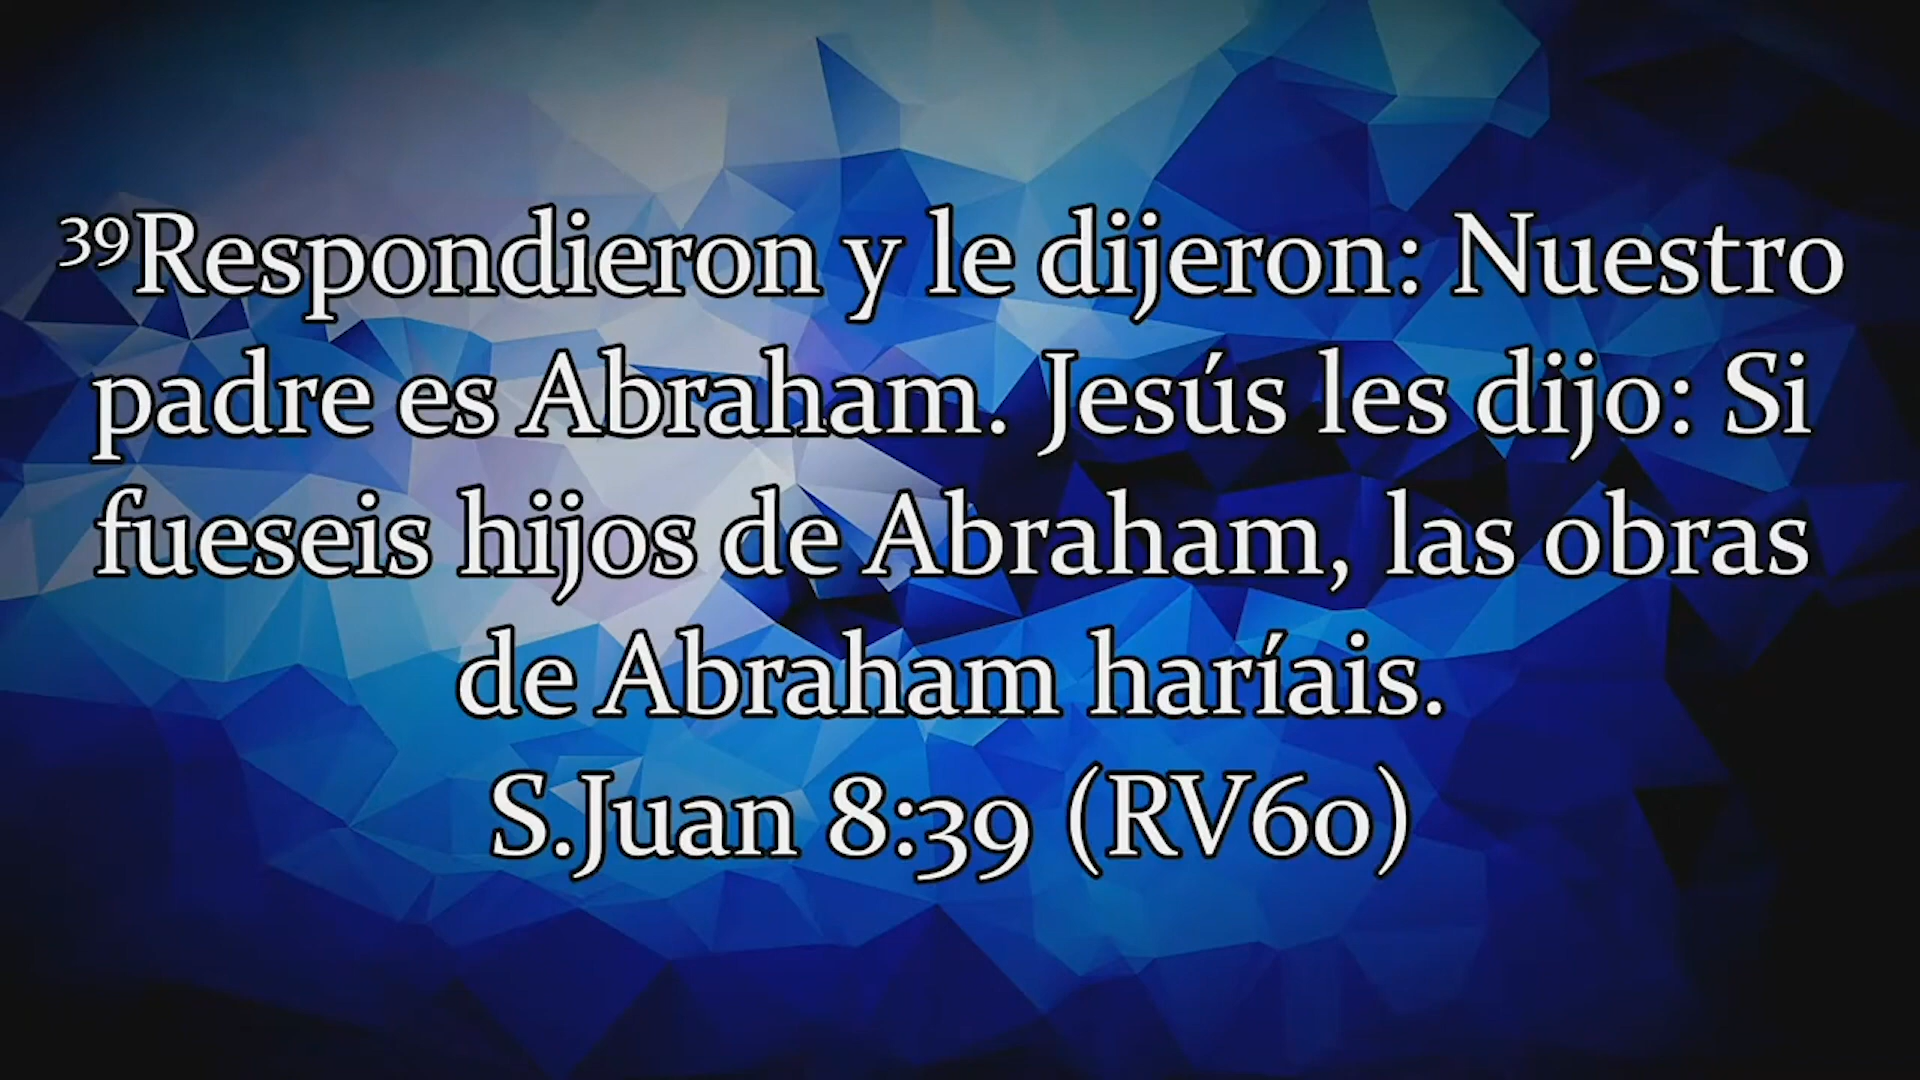 ³⁹Respondieron y le dijeron: Nuestro
padre es Abraham. Jesús les dijo: Si
fueseis hijos de Abraham, las obras
de Abraham haríais.
S.Juan 8:39 (RV60)